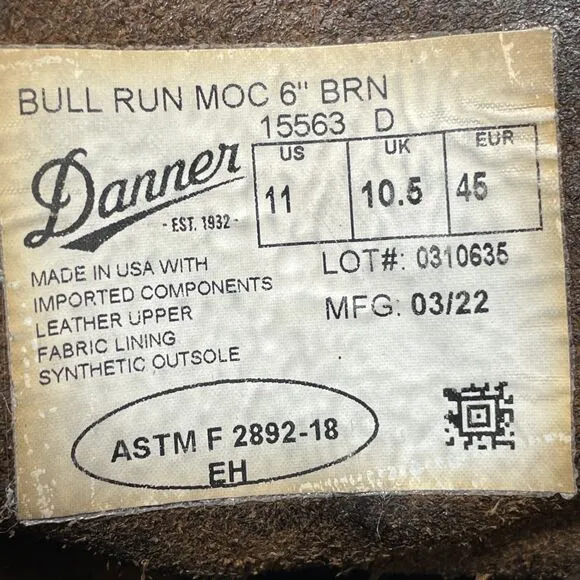 BULL RUN MOC 6" BRN
15563 D
Danner
- EST. 1932 -
US UK EUR
11 10.5 45
MADE IN USA WITH
IMPORTED COMPONENTS
LEATHER UPPER
FABRIC LINING
SYNTHETIC OUTSOLE
LOT#: 0310635
MFG: 03/22
ASTM F 2892-18
EH